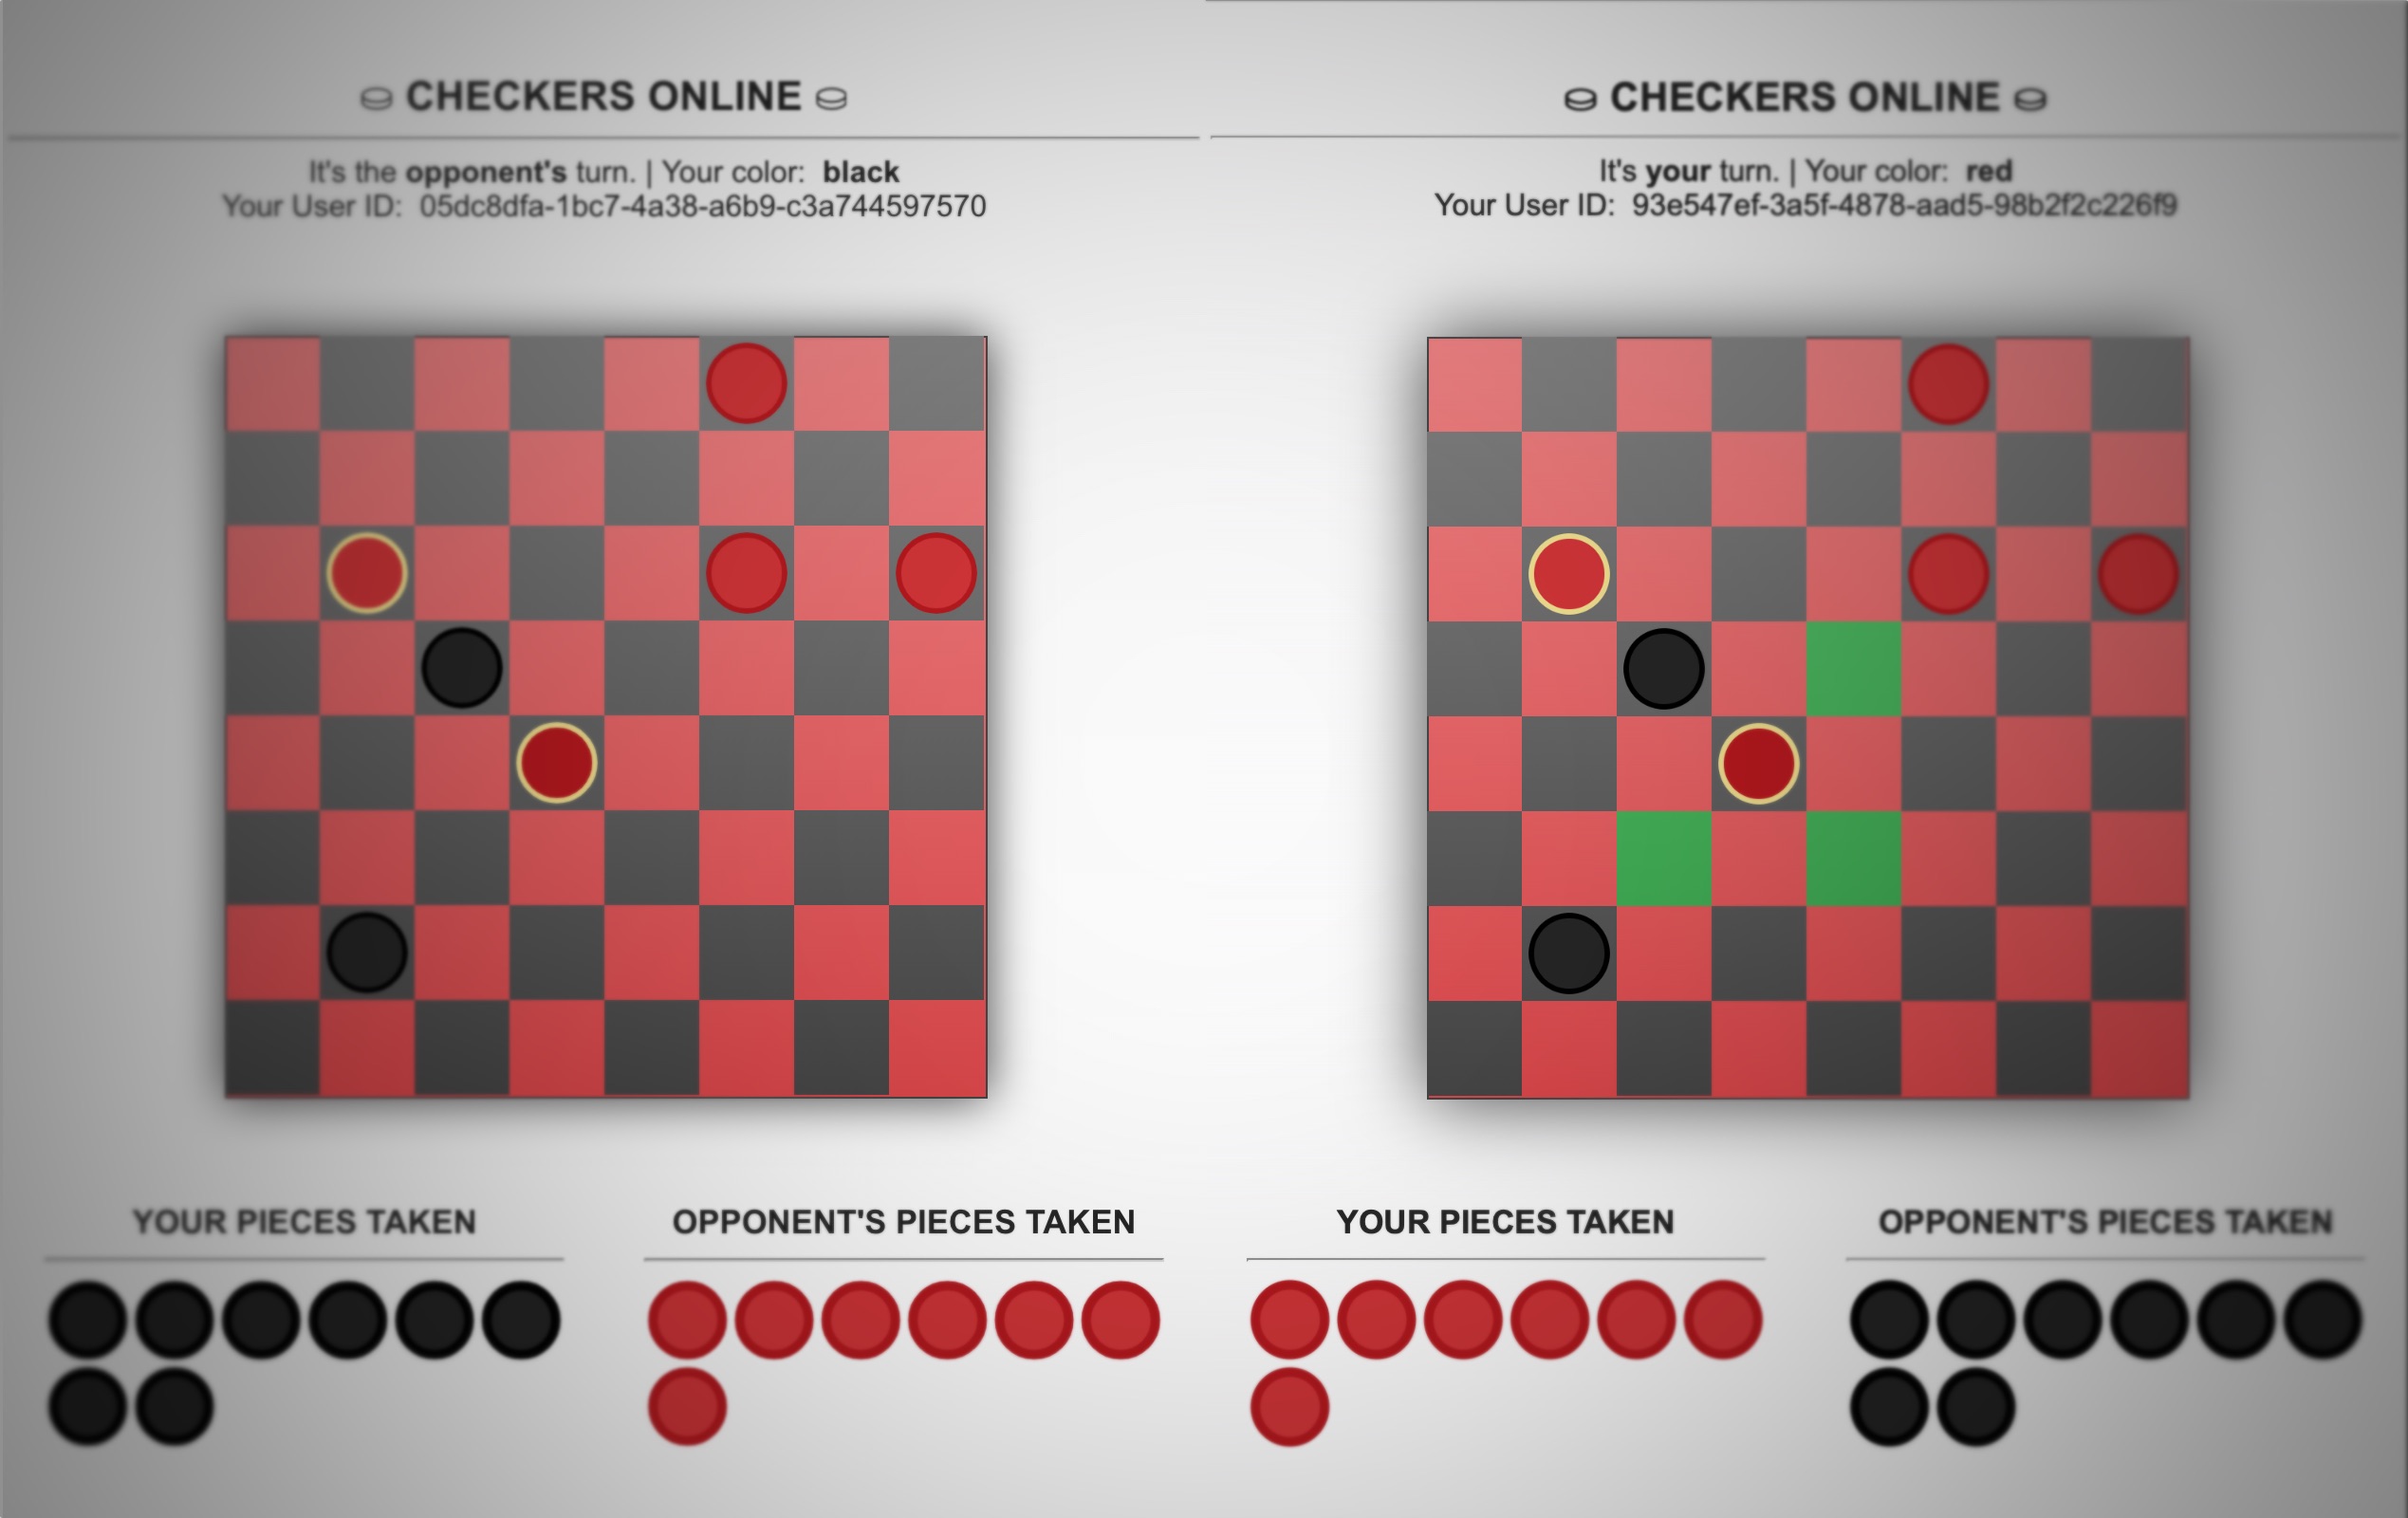 CHECKERS ONLINE
It's the opponent's turn. | Your color: black
Your User ID: 05dc8dfa-1bc7-4a38-a6b9-c3a744597570
YOUR PIECES TAKEN
OPPONENT'S PIECES TAKEN
CHECKERS ONLINE
It's your turn. | Your color: red
Your User ID: 93e547ef-3a5f-4878-aad5-98b2f2c226f9
YOUR PIECES TAKEN
OPPONENT'S PIECES TAKEN